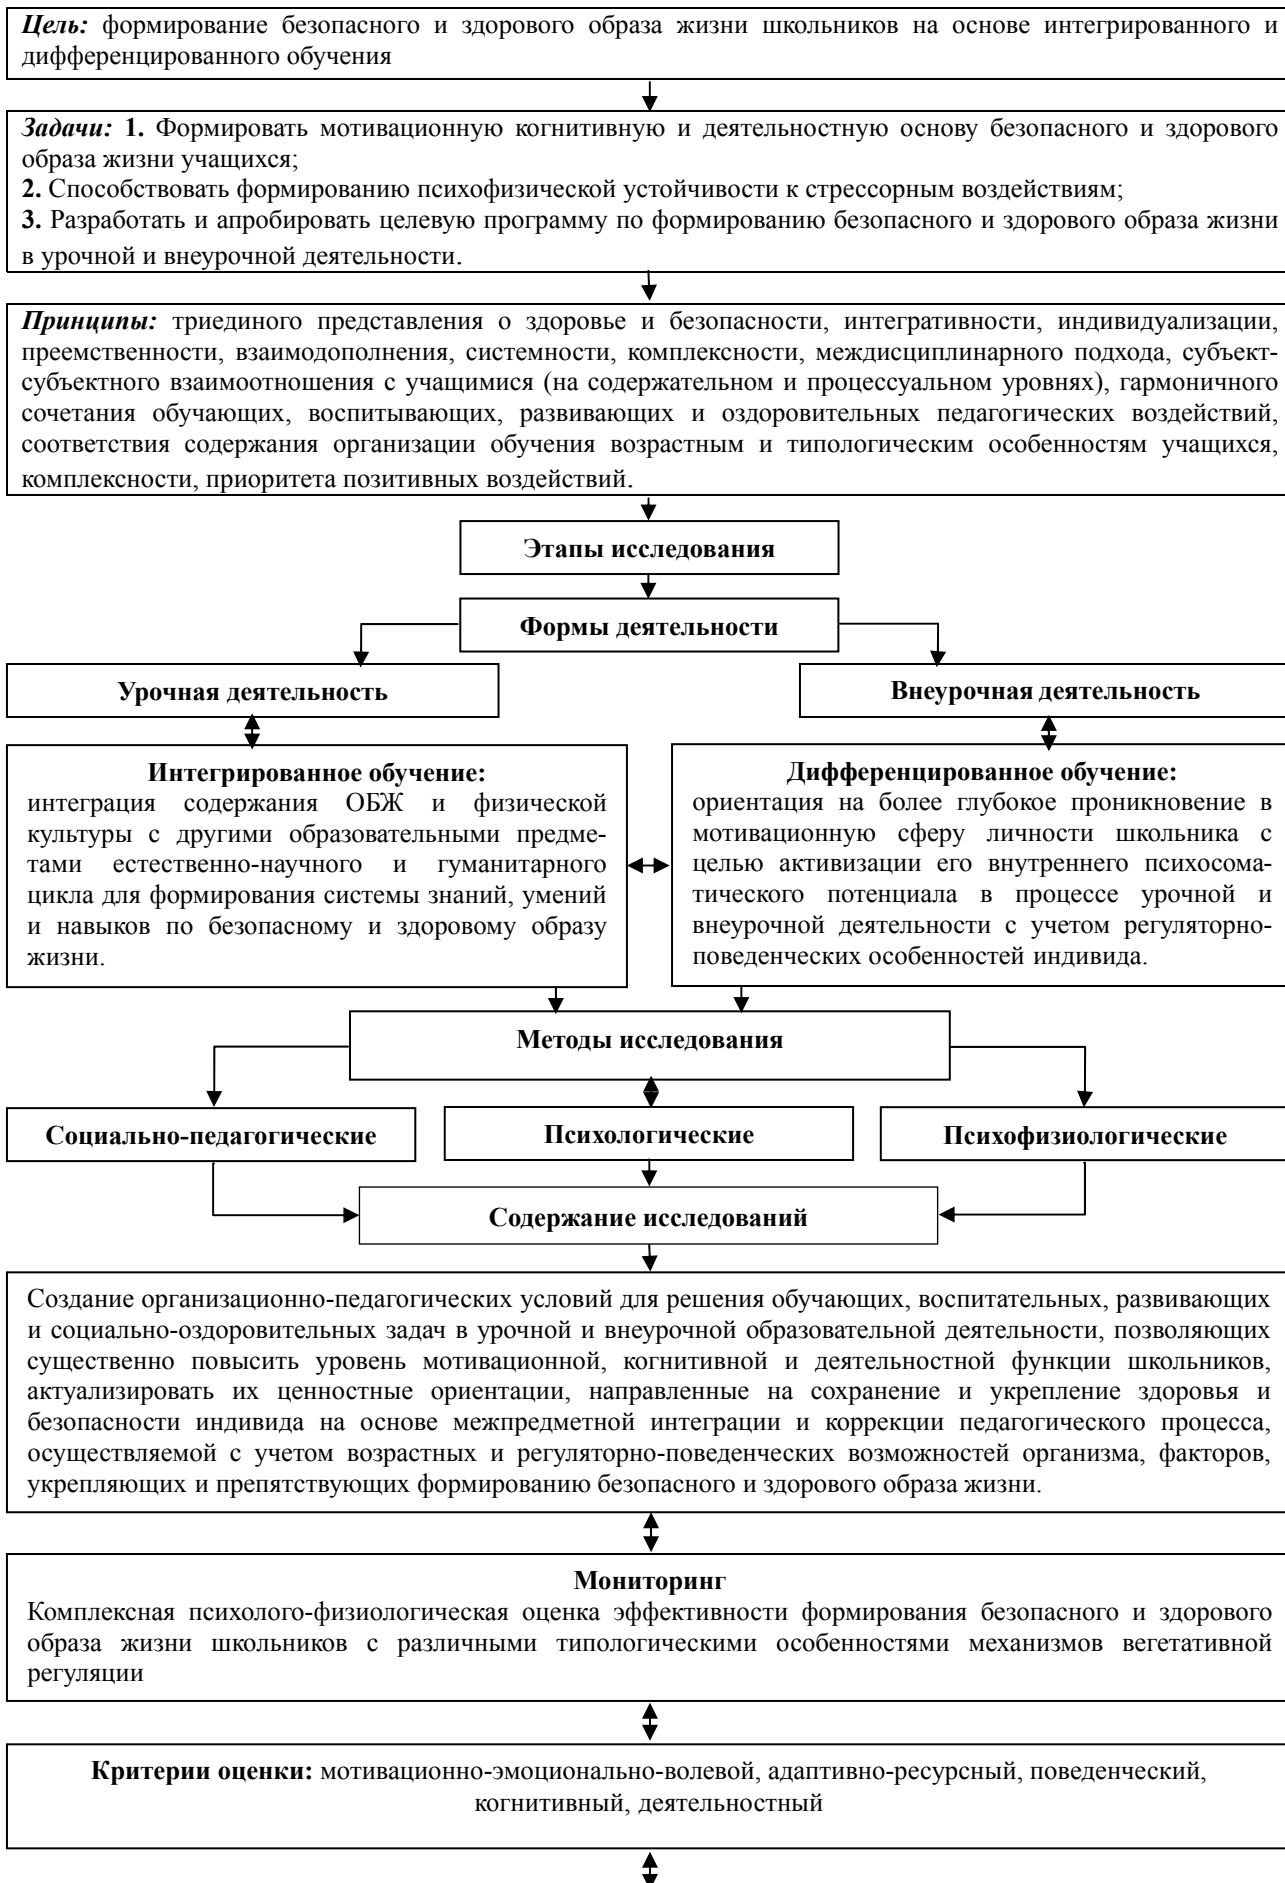 Цель: формирование безопасного и здорового образа жизни школьников на основе интегрированного и
дифференцированного обучения
Задачи: 1. Формировать мотивационную когнитивную и деятельностную основу безопасного и здорового
образа жизни учащихся;
2. Способствовать формированию психофизической устойчивости к стрессорным воздействиям;
3. Разработать и апробировать целевую программу по формированию безопасного и здорового образа жизни
в урочной и внеурочной деятельности.
Принципы: триединого представления о здоровье и безопасности, интегративности, индивидуализации,
преемственности, взаимодополнения, системности, комплексности, междисциплинарного подхода, субъект-
субъектного взаимоотношения с учащимися (на содержательном и процессуальном уровнях), гармоничного
сочетания обучающих, воспитывающих, развивающих и оздоровительных педагогических воздействий,
соответствия содержания организации обучения возрастным и типологическим особенностям учащихся,
комплексности, приоритета позитивных воздействий.
Этапы исследования
Формы деятельности
Урочная деятельность
Внеурочная деятельность
Интегрированное обучение:
интеграция содержания ОБЖ и физической
культуры с другими образовательными предме-
тами естественно-научного и гуманитарного
цикла для формирования системы знаний, умений
и навыков по безопасному и здоровому образу
жизни.
Дифференцированное обучение:
ориентация на более глубокое проникновение в
мотивационную сферу личности школьника с
целью активизации его внутреннего психосома-
тического потенциала в процессе урочной и
внеурочной деятельности с учетом регуляторно-
поведенческих особенностей индивида.
Методы исследования
Социально-педагогические
Психологические
Психофизиологические
Содержание исследований
Создание организационно-педагогических условий для решения обучающих, воспитательных, развивающих
и социально-оздоровительных задач в урочной и внеурочной образовательной деятельности, позволяющих
существенно повысить уровень мотивационной, когнитивной и деятельностной функции школьников,
актуализировать их ценностные ориентации, направленные на сохранение и укрепление здоровья и
безопасности индивида на основе межпредметной интеграции и коррекции педагогического процесса,
осуществляемой с учетом возрастных и регуляторно-поведенческих возможностей организма, факторов,
укрепляющих и препятствующих формированию безопасного и здорового образа жизни.
Мониторинг
Комплексная психолого-физиологическая оценка эффективности формирования безопасного и здорового
образа жизни школьников с различными типологическими особенностями механизмов вегетативной
регуляции
Критерии оценки: мотивационно-эмоционально-волевой, адаптивно-ресурсный, поведенческий,
когнитивный, деятельностный